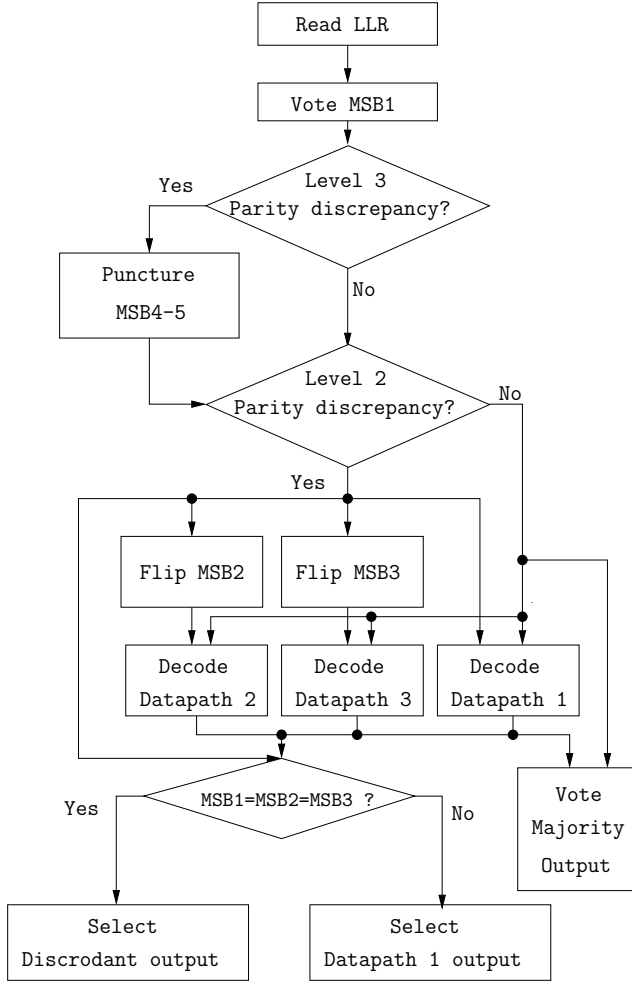 Read LLR
Vote MSB1
Level 3
Parity discrepancy?
Yes
Puncture
MSB4-5
No
Level 2
Parity discrepancy?
No
Yes
Flip MSB2
Flip MSB3
Decode
Datapath 2
Decode
Datapath 3
Decode
Datapath 1
MSB1=MSB2=MSB3 ?
Yes
No
Vote
Majority
Output
Select
Discrodant output
Select
Datapath 1 output